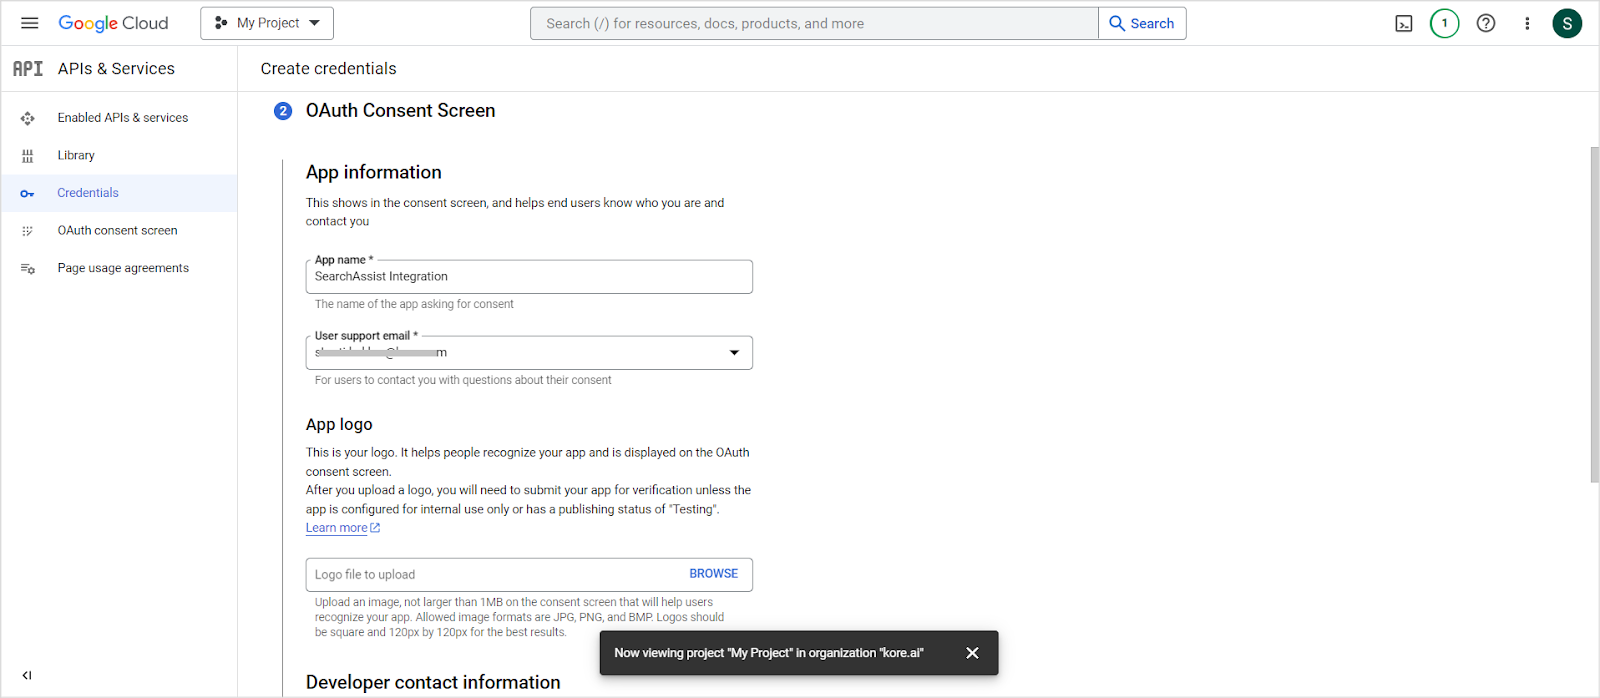 Google Cloud
My Project
Search (/) for resources, docs, products, and more
Search
1
S
API APIs & Services
Create credentials
Enabled APIs & services
Library
Credentials
OAuth consent screen
Page usage agreements
2 OAuth Consent Screen
App information
This shows in the consent screen, and helps end users know who you are and
contact you
App name *
SearchAssist Integration
The name of the app asking for consent
User support email *
For users to contact you with questions about their consent
App logo
This is your logo. It helps people recognize your app and is displayed on the OAuth
consent screen.
After you upload a logo, you will need to submit your app for verification unless the
app is configured for internal use only or has a publishing status of "Testing".
Learn more
Logo file to upload
BROWSE
Upload an image, not larger than 1MB on the consent screen that will help users
recognize your app. Allowed image formats are JPG, PNG, and BMP. Logos should
be square and 120px by 120px for the best results.
Now viewing project "My Project" in organization "kore.ai"
Developer contact information